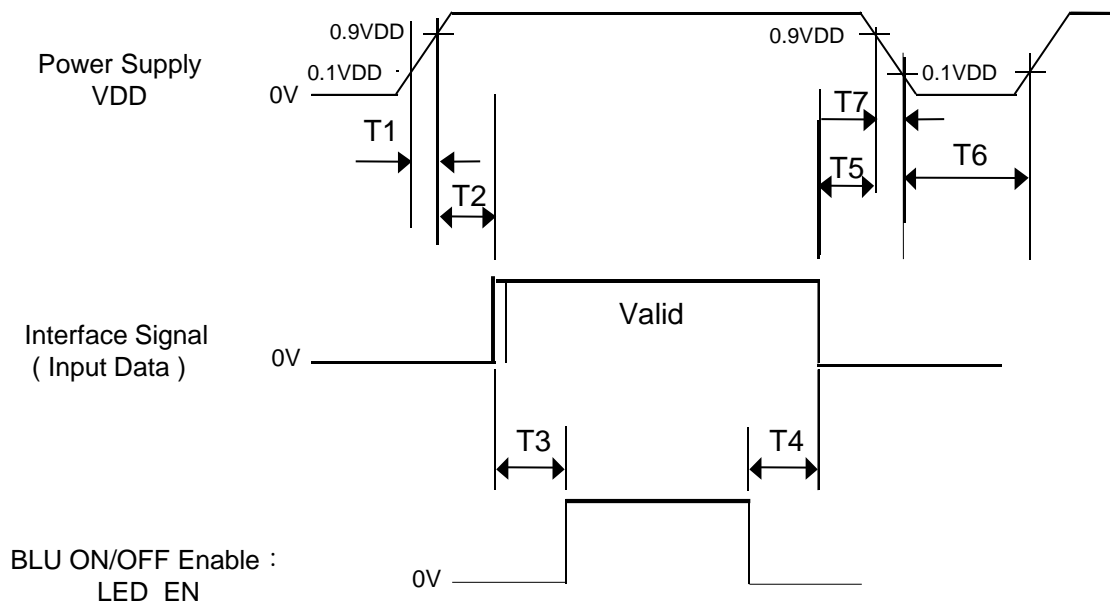 0.9VDD
0.9VDD
Power Supply
VDD
0.1VDD
0.1VDD
0V
T7
T1
T6
T5
T2
Valid
Interface Signal
( Input Data )
0V
T3
T4
BLU ON/OFF Enable :
LED EN
0V